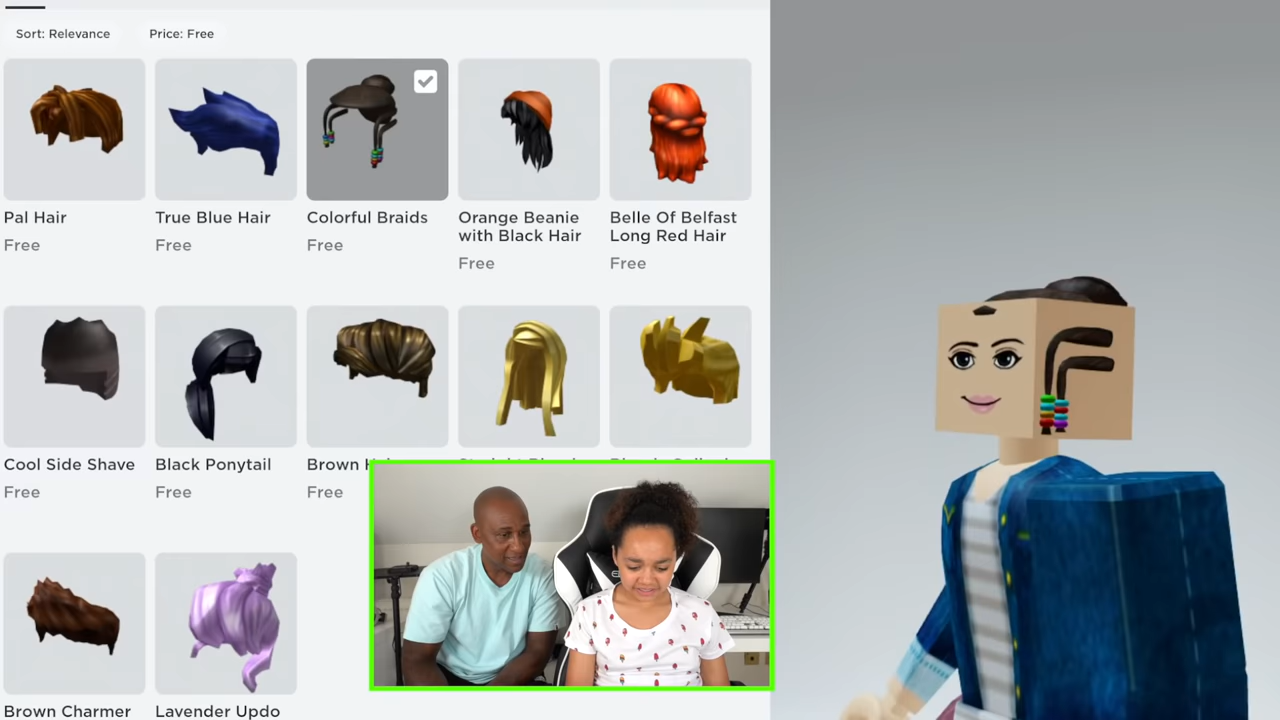 Sort: Relevance
Price: Free
Pal Hair
Free
True Blue Hair
Free
Colorful Braids
Free
Orange Beanie
with Black Hair
Free
Belle Of Belfast
Long Red Hair
Free
Cool Side Shave
Free
Black Ponytail
Free
Brown
Free
Brown Charmer
Lavender Updo